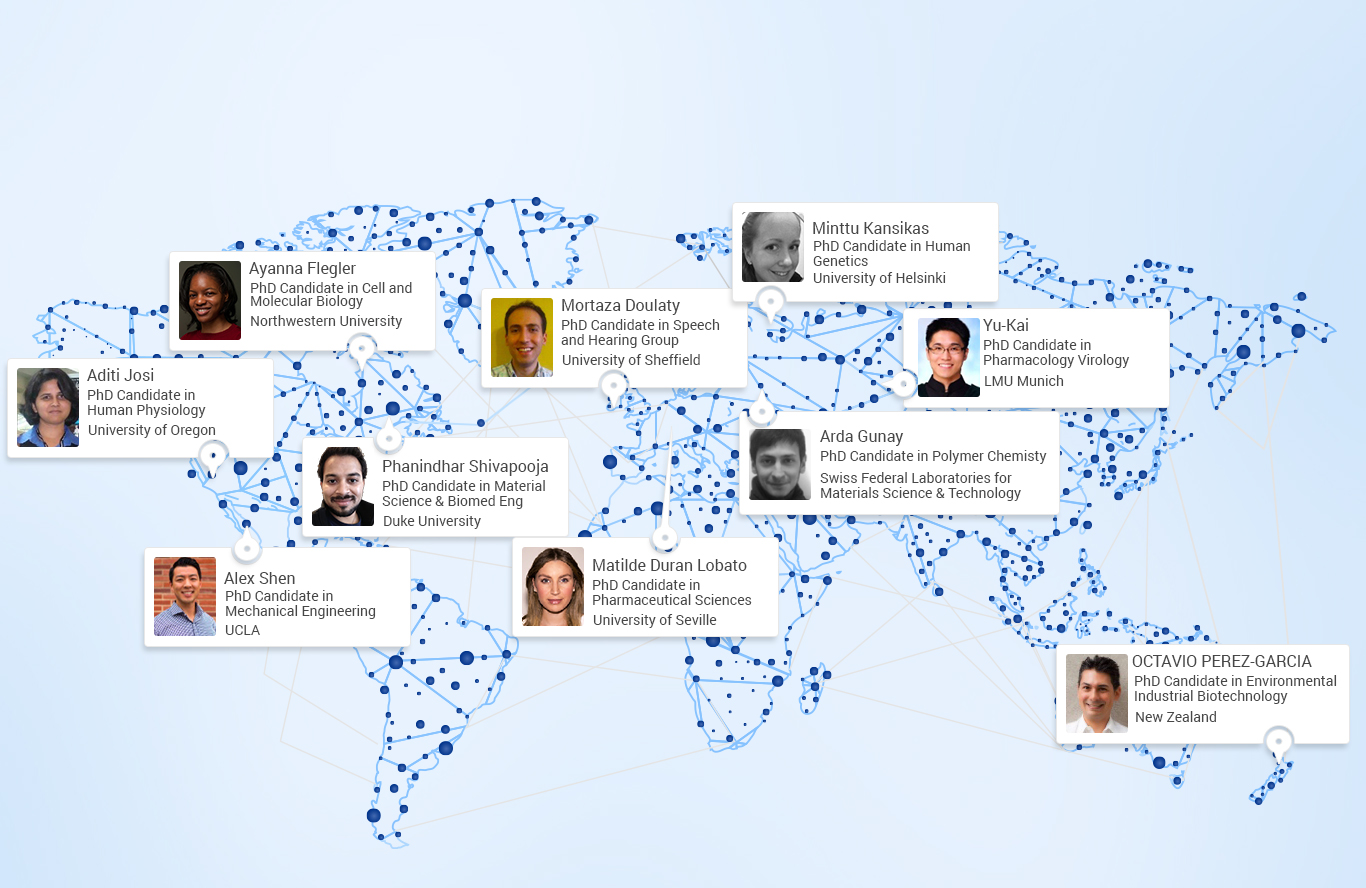 Minttu Kansikas
PhD Candidate in Human
Genetics
University of Helsinki
Ayanna Flegler
PhD Candidate in Cell and
Molecular Biology
Northwestern University
Mortaza Doulaty
PhD Candidate in Speech
and Hearing Group
University of Sheffield
Yu-Kai
PhD Candidate in
Pharmacology Virology
LMU Munich
Aditi Josi
PhD Candidate in
Human Physiology
University of Oregon
Arda Gunay
PhD Candidate in Polymer Chemisty
Swiss Federal Laboratories for
Materials Science & Technology
Phanindhar Shivapooja
PhD Candidate in Material
Science & Biomed Eng
Duke University
Matilde Duran Lobato
PhD Candidate in
Pharmaceutical Sciences
University of Seville
Alex Shen
PhD Candidate in
Mechanical Engineering
UCLA
OCTAVIO PEREZ-GARCIA
PhD Candidate in Environmental
Industrial Biotechnology
New Zealand